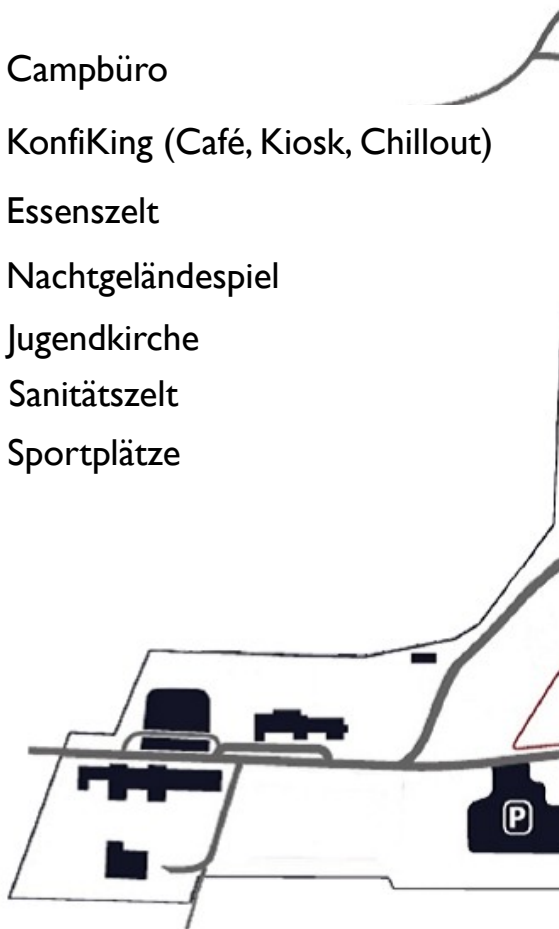 Campbüro
KonfiKing (Café, Kiosk, Chillout)
Essenszelt
Nachtgeländespiel
Jugendkirche
Sanitätszelt
Sportplätze
P